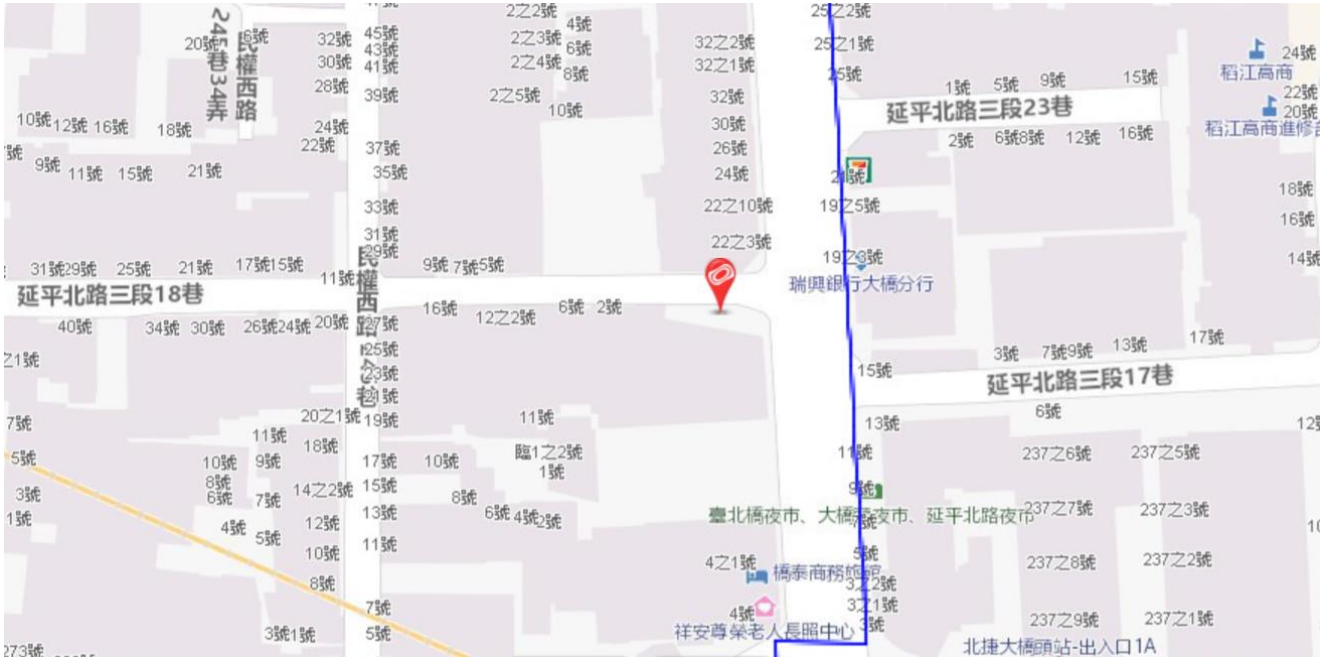 2之2號
25之2號
4號
20號
6號
32號
45號
2之3號
32之2號
25之1號
43號
6號
24號
30號
41號
2之4號
32之1號
25號
稻江高商
8號
28號
39號
2之5號
32號
1號
5號
9號
15號
22號
民權西路
245巷34弄
10號
延平北路三段23巷
20號
10號
12號
16號
18號
24號
30號
稻江高商進修部
22號
37號
26號
2號
6號
8號
12號
16號
9號
11號
15號
21號
35號
24號
21號
18號
33號
22之10號
19之5號
16號
31號
22之3號
29號
19之3號
14號
31號
29號
25號
21號
17號
15號
11號
9號
7號
5號
瑞興銀行大橋分行
延平北路三段18巷
民權西路
16號
12之2號
6號
2號
40號
34號
30號
26號
24號
20號
27號
25號
3號
7號
9號
13號
17號
23號
15號
延平北路三段17巷
21號
20之1號
19號
11號
13號
6號
7號
11號
18號
臨1之2號
11號
237之6號
237之5號
5號
10號
9號
17號
10號
1號
8號
14之2號
15號
9號
3號
6號
7號
8號
237之7號
237之3號
1號
12號
13號
6號
4號
2號
臺北橋夜市、大橋頭夜市、延平北路夜市
7號
4號
5號
10號
11號
5號
4之1號
237之8號
237之2號
橋泰商務旅館
8號
3之2號
7號
4號
3之1號
237之9號
237之1號
3號
1號
5號
祥安尊榮老人長照中心
3號
北捷大橋頭站-出入口1A
273號